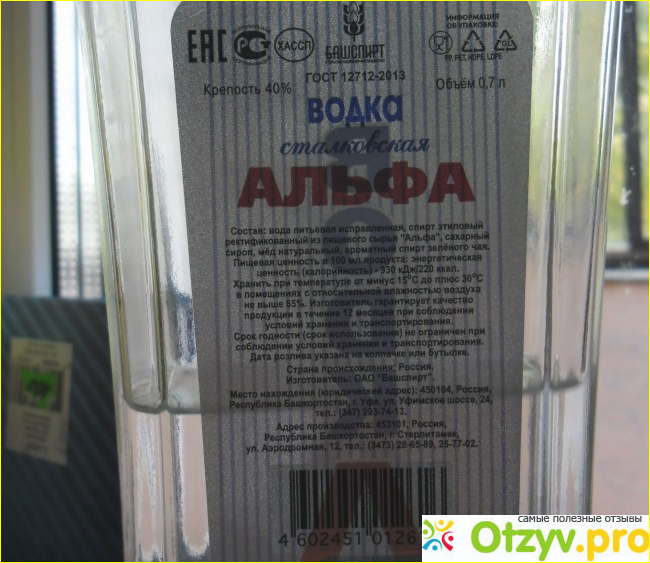 ИНФОРМАЦИЯ
ОБ УПАКОВКЕ:
ЕАС РС ХАССП
БАШСПИРТ
PP, PET, HDPE, LDPE
ГОСТ 12712-2013
Крепость 40%
Объём 0,7 л
ВОДКА
сталковская
АЛЬФА
Состав: вода питьевая исправленная, спирт этиловый
ректификованный из пищевого сырья "Альфа", сахарный
сироп, мёд натуральный, ароматный спирт зелёного чая.
Пищевая ценность в 100 мл продукта: энергетическая
ценность (калорийность) - 930 кДж/220 ккал.
Хранить при температуре от минус 15°С до плюс 30°С
в помещениях с относительной влажностью воздуха
не выше 85%. Изготовитель гарантирует качество
продукции в течение 12 месяцев при соблюдении
условий хранения и транспортирования.
Срок годности (срок использования) не ограничен при
соблюдении условий хранения и транспортирования.
Дата розлива указана на колпачке или бутылке.
Страна происхождения: Россия.
Изготовитель: ОАО "Башспирт".
Место нахождения (юридический адрес): 450104, Россия,
Республика Башкортостан, г. Уфа, ул. Уфимское шоссе, 24,
тел.: (347) 293-74-13.
Адрес производства: 453101, Россия,
Республика Башкортостан, г. Стерлитамак,
ул. Аэродромная, 12, тел.: (3473) 28-65-89, 25-77-02.
4 602451 0126
самые полезные отзывы
Otzyv.pro